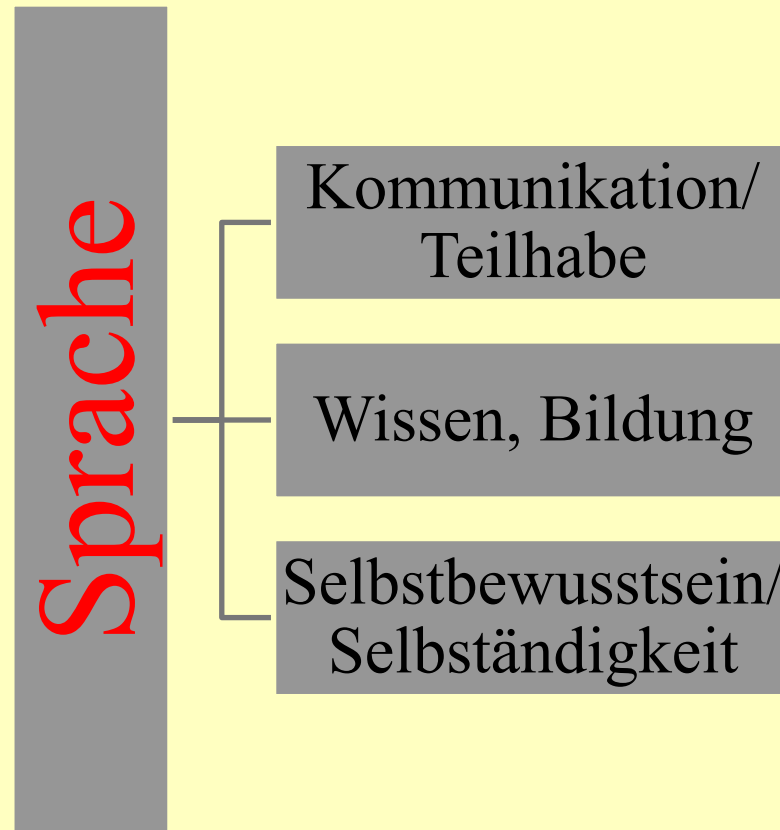 Sprache
Kommunikation/
Teilhabe
Wissen, Bildung
Selbstbewusstsein/
Selbständigkeit